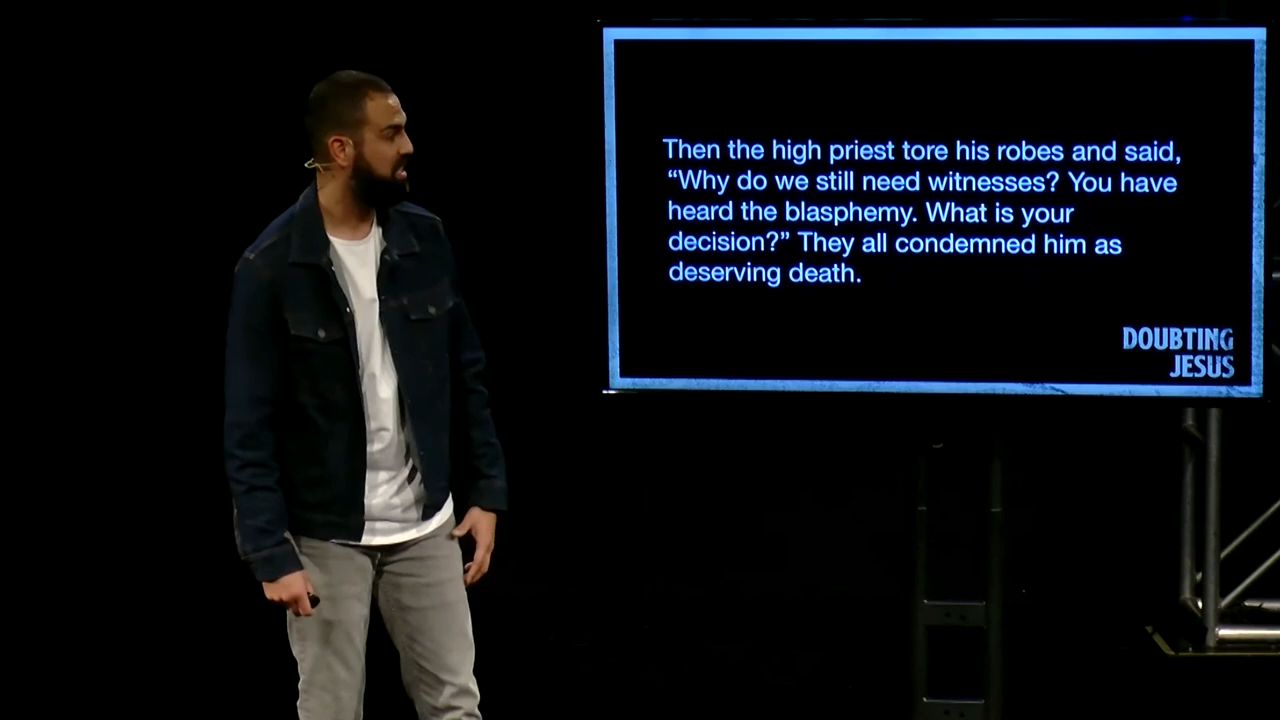 Then the high priest tore his robes and said,
“Why do we still need witnesses? You have
heard the blasphemy. What is your
decision?” They all condemned him as
deserving death.
DOUBTING
JESUS